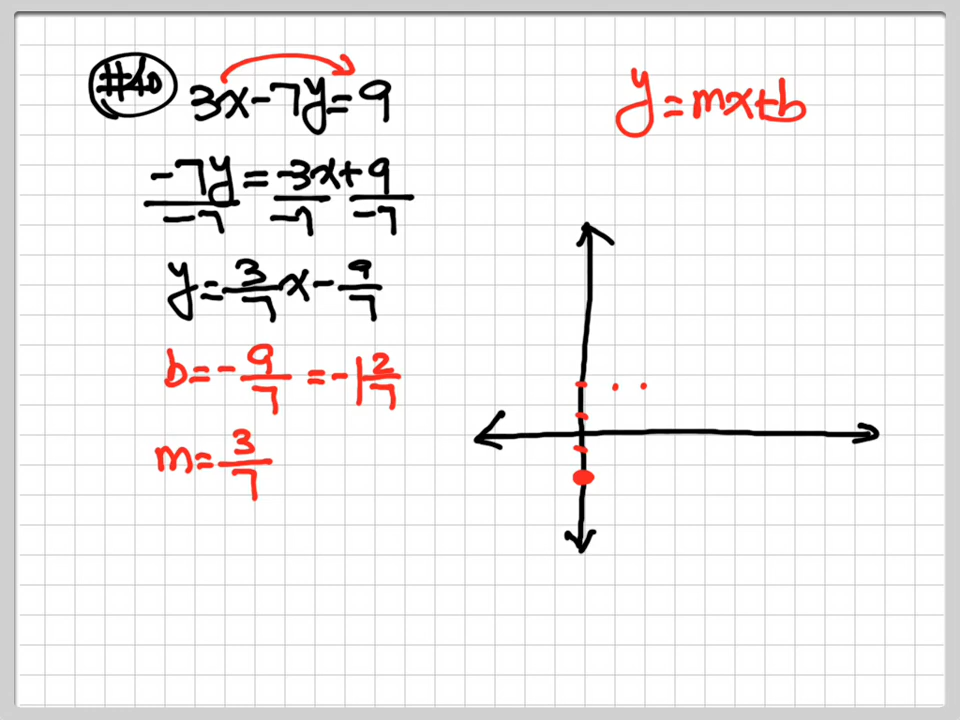 #40
3x-7y=9
y=mx+b
-7y/-7 = -3x/-7 + 9/-7
y=3/7x-9/7
b=-9/7=-1 2/7
m=3/7